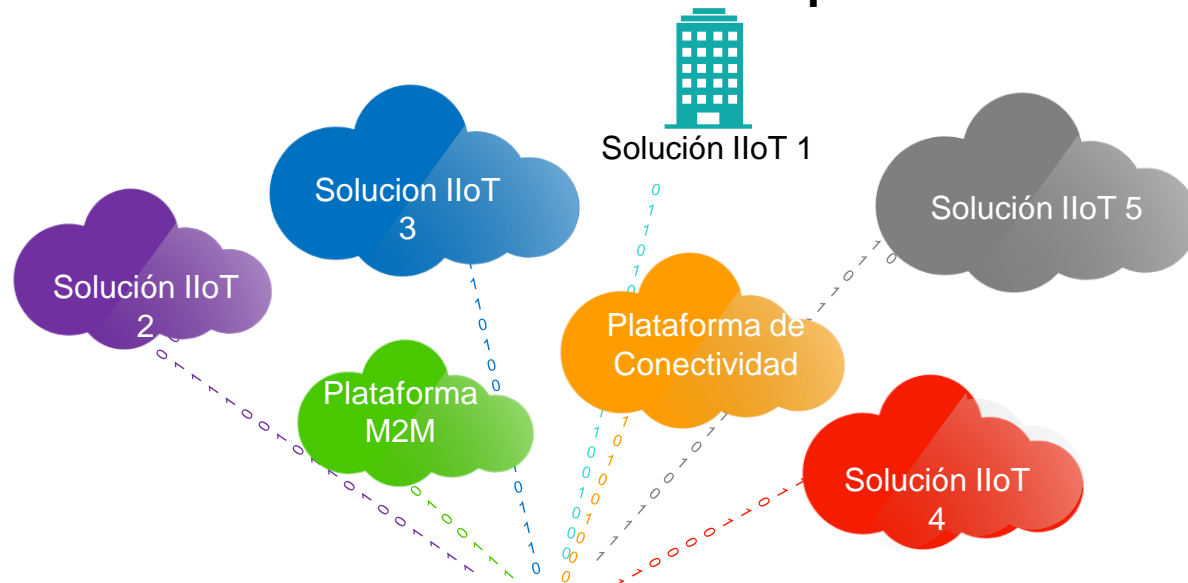 Solución IIoT 1
Solucion IIoT
3
Solución IIoT 5
Solución IIoT
2
Plataforma de
Conectividad
Plataforma
M2M
Solución IIoT
4